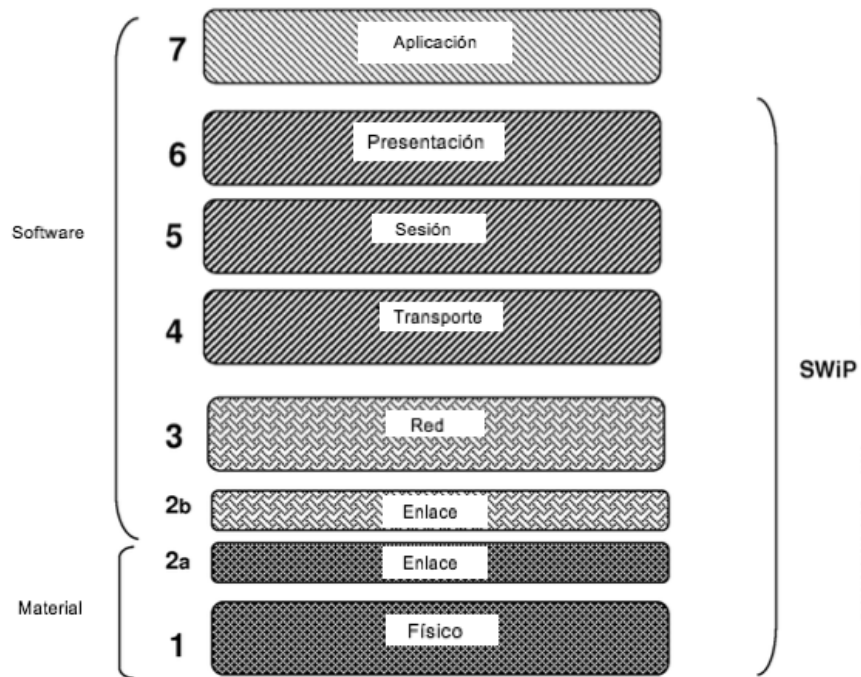 7 Aplicación
6 Presentación
5 Sesión
Software
4 Transporte
SWiP
3 Red
2b Enlace
2a Enlace
Material
1 Físico